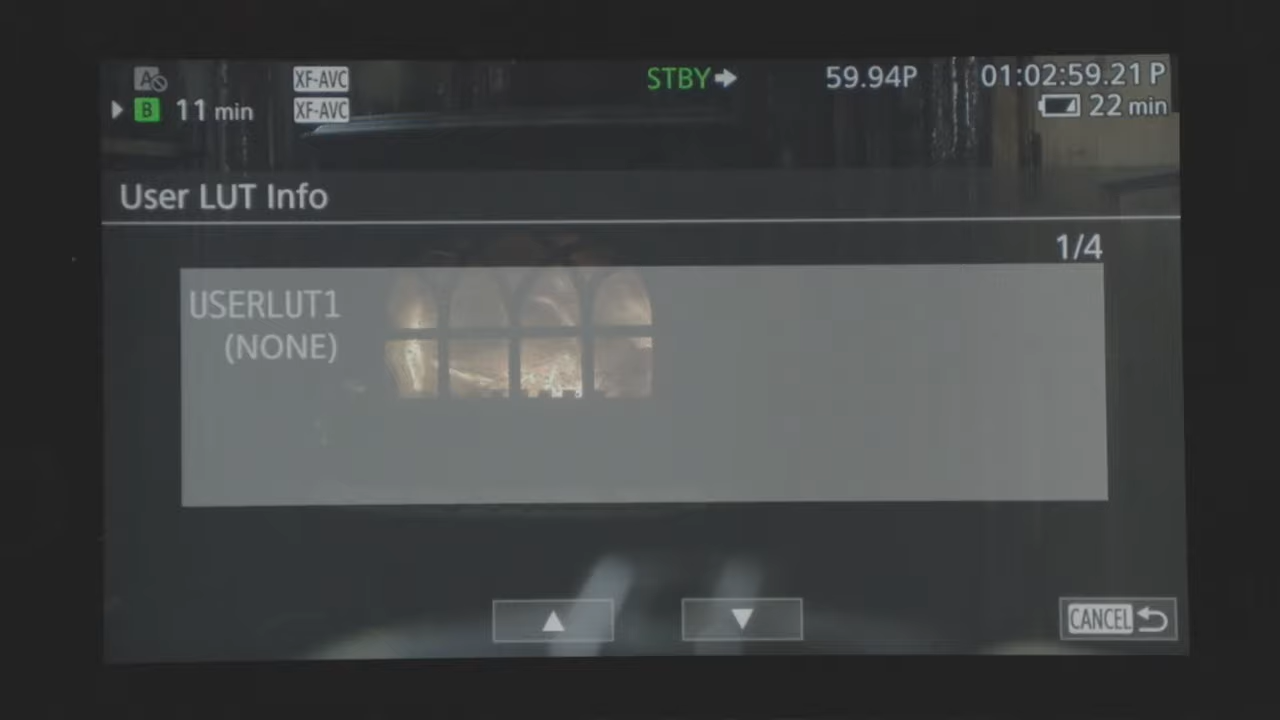 A XF-AVC STBY 59.94P 01:02:59.21 P
B 11 min XF-AVC 22 min
User LUT Info
1/4
USERLUT1
(NONE)
CANCEL